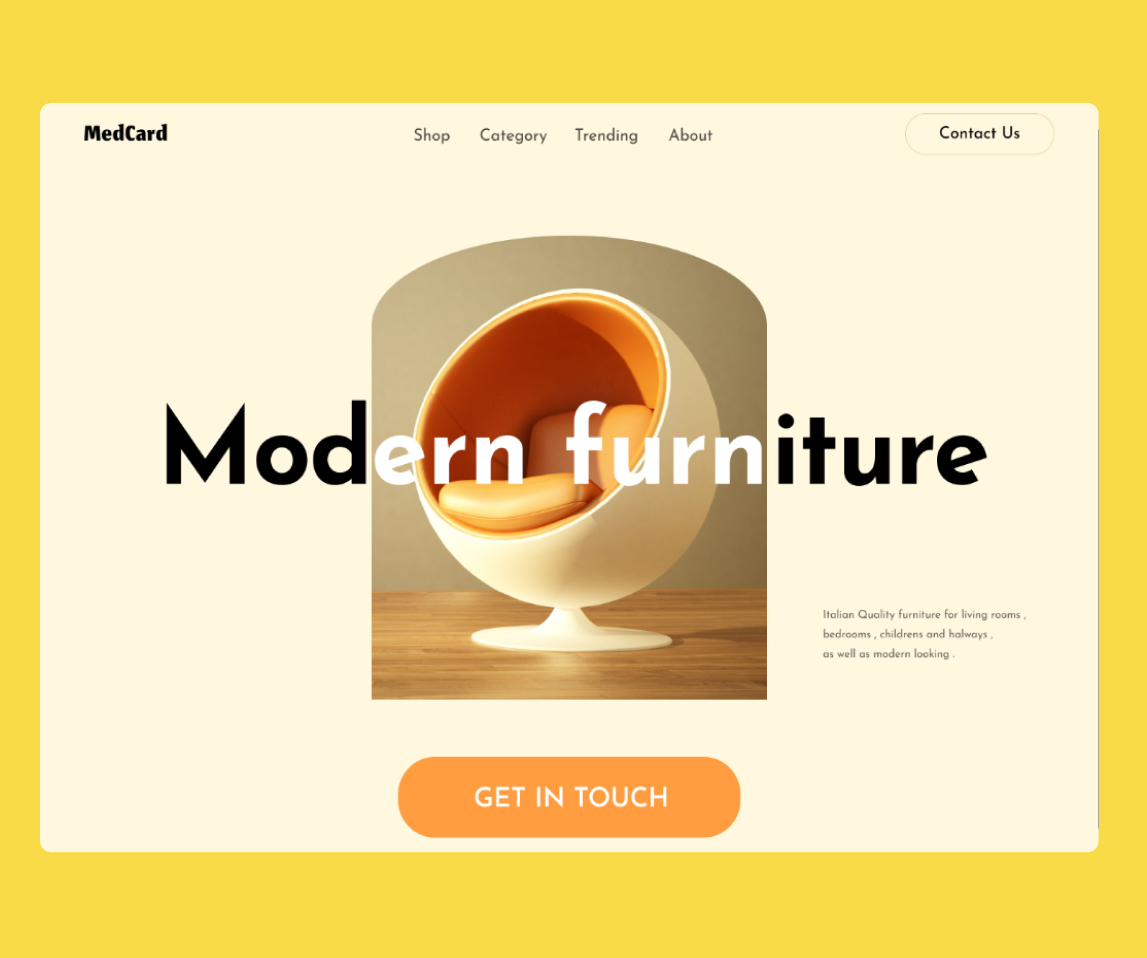 MedCard
Shop Category Trending About
Contact Us
Modern furniture
Italian Quality furniture for living rooms ,
bedrooms , childrens and halways ,
as well as modern looking .
GET IN TOUCH